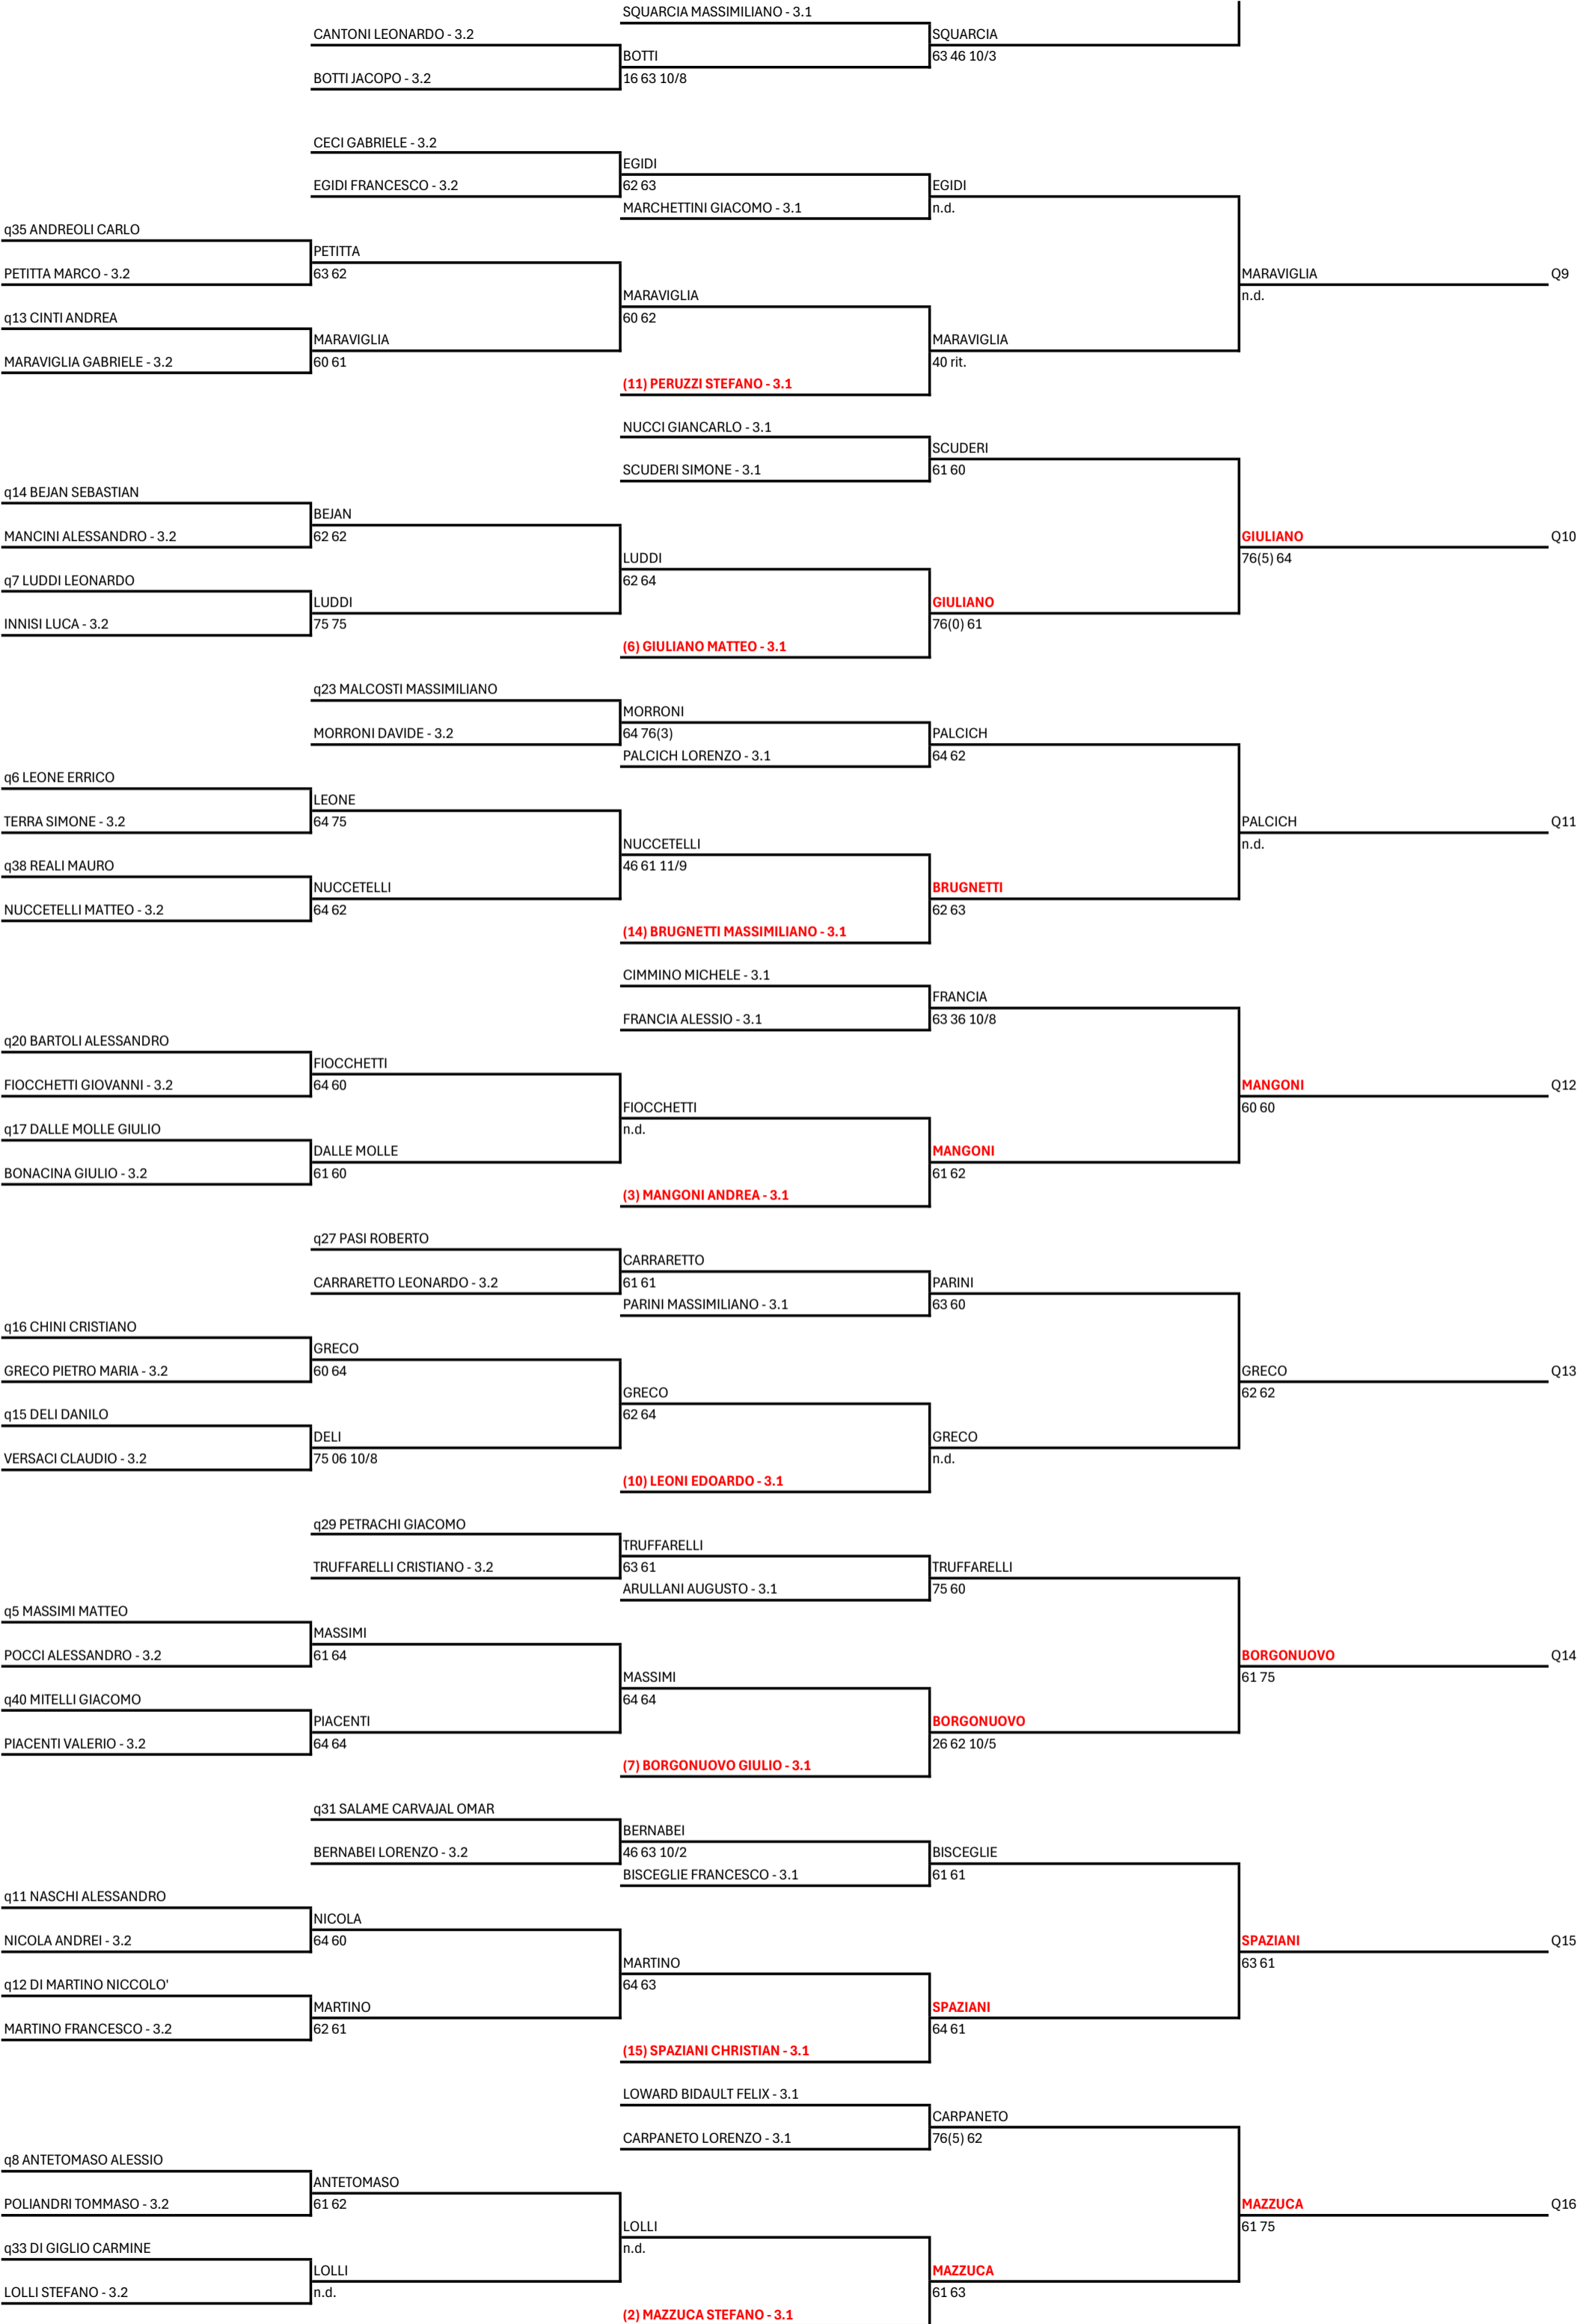 SQUARCIA MASSIMILIANO - 3.1
CANTONI LEONARDO - 3.2
SQUARCIA
BOTTI
63 46 10/3
BOTTI JACOPO - 3.2
16 63 10/8
CECI GABRIELE - 3.2
EGIDI
EGIDI FRANCESCO - 3.2
62 63
EGIDI
MARCHETTINI GIACOMO - 3.1
n.d.
q35 ANDREOLI CARLO
PETITTA
PETITTA MARCO - 3.2
63 62
MARAVIGLIA
Q9
MARAVIGLIA
n.d.
q13 CINTI ANDREA
60 62
MARAVIGLIA
MARAVIGLIA
MARAVIGLIA GABRIELE - 3.2
60 61
40 rit.
(11) PERUZZI STEFANO - 3.1
NUCCI GIANCARLO - 3.1
SCUDERI
SCUDERI SIMONE - 3.1
61 60
q14 BEJAN SEBASTIAN
BEJAN
MANCINI ALESSANDRO - 3.2
62 62
GIULIANO
Q10
LUDDI
76(5) 64
q7 LUDDI LEONARDO
62 64
LUDDI
GIULIANO
INNISI LUCA - 3.2
75 75
76(0) 61
(6) GIULIANO MATTEO - 3.1
q23 MALCOSTI MASSIMILIANO
MORRONI
MORRONI DAVIDE - 3.2
64 76(3)
PALCICH
PALCICH LORENZO - 3.1
64 62
q6 LEONE ERRICO
LEONE
TERRA SIMONE - 3.2
64 75
PALCICH
Q11
NUCCETELLI
n.d.
q38 REALI MAURO
46 61 11/9
NUCCETELLI
BRUGNETTI
NUCCETELLI MATTEO - 3.2
64 62
62 63
(14) BRUGNETTI MASSIMILIANO - 3.1
CIMMINO MICHELE - 3.1
FRANCIA
FRANCIA ALESSIO - 3.1
63 36 10/8
q20 BARTOLI ALESSANDRO
FIOCCHETTI
FIOCCHETTI GIOVANNI - 3.2
64 60
MANGONI
Q12
FIOCCHETTI
60 60
q17 DALLE MOLLE GIULIO
n.d.
DALLE MOLLE
MANGONI
BONACINA GIULIO - 3.2
61 60
61 62
(3) MANGONI ANDREA - 3.1
q27 PASI ROBERTO
CARRARETTO
CARRARETTO LEONARDO - 3.2
61 61
PARINI
PARINI MASSIMILIANO - 3.1
63 60
q16 CHINI CRISTIANO
GRECO
GRECO PIETRO MARIA - 3.2
60 64
GRECO
Q13
GRECO
62 62
q15 DELI DANILO
62 64
DELI
GRECO
VERSACI CLAUDIO - 3.2
75 06 10/8
n.d.
(10) LEONI EDOARDO - 3.1
q29 PETRACHI GIACOMO
TRUFFARELLI
TRUFFARELLI CRISTIANO - 3.2
63 61
TRUFFARELLI
ARULLANI AUGUSTO - 3.1
75 60
q5 MASSIMI MATTEO
MASSIMI
POCCI ALESSANDRO - 3.2
61 64
BORGONUOVO
Q14
MASSIMI
61 75
q40 MITELLI GIACOMO
64 64
PIACENTI
BORGONUOVO
PIACENTI VALERIO - 3.2
64 64
26 62 10/5
(7) BORGONUOVO GIULIO - 3.1
q31 SALAME CARVAJAL OMAR
BERNABEI
BERNABEI LORENZO - 3.2
46 63 10/2
BISCEGLIE
BISCEGLIE FRANCESCO - 3.1
61 61
q11 NASCHI ALESSANDRO
NICOLA
NICOLA ANDREI - 3.2
64 60
SPAZIANI
Q15
MARTINO
63 61
q12 DI MARTINO NICCOLO'
64 63
MARTINO
SPAZIANI
MARTINO FRANCESCO - 3.2
62 61
64 61
(15) SPAZIANI CHRISTIAN - 3.1
LOWARD BIDAULT FELIX - 3.1
CARPANETO
CARPANETO LORENZO - 3.1
76(5) 62
q8 ANTETOMASO ALESSIO
ANTETOMASO
POLIANDRI TOMMASO - 3.2
61 62
MAZZUCA
Q16
LOLLI
61 75
q33 DI GIGLIO CARMINE
n.d.
LOLLI
MAZZUCA
LOLLI STEFANO - 3.2
n.d.
61 63
(2) MAZZUCA STEFANO - 3.1